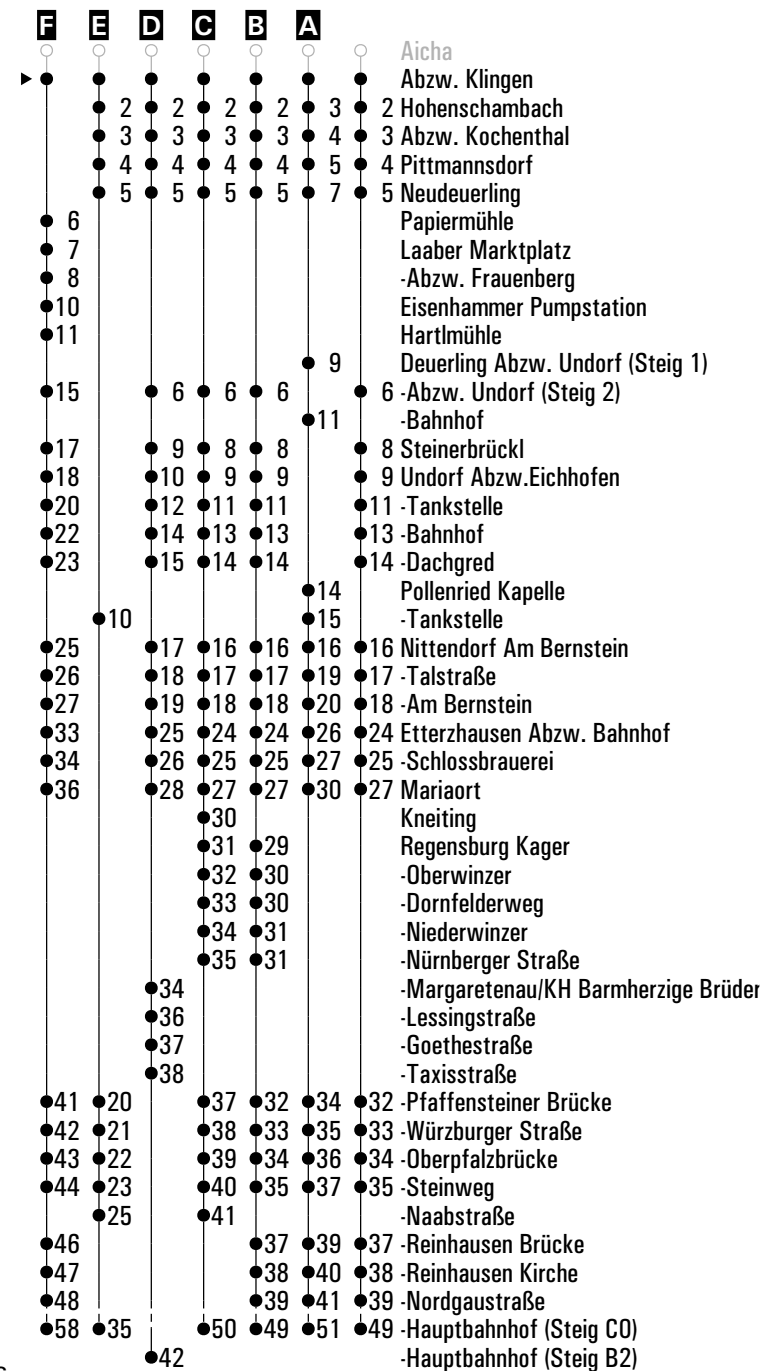 F E D C B A
Aicha
Abzw. Klingen
2 2 2 2 3 2 Hohenschambach
3 3 3 3 4 3 Abzw. Kochenthal
4 4 4 4 5 4 Pittmannsdorf
5 5 5 5 7 5 Neudeuerling
6 Papiermühle
7 Laaber Marktplatz
8 -Abzw. Frauenberg
10 Eisenhammer Pumpstation
11 Hartlmühle
9 Deuerling Abzw. Undorf (Steig 1)
15 6 6 6 6 -Abzw. Undorf (Steig 2)
11 -Bahnhof
17 9 8 8 8 Steinerbrückl
18 10 9 9 9 Undorf Abzw.Eichhofen
20 12 11 11 11 -Tankstelle
22 14 13 13 13 -Bahnhof
23 15 14 14 14 -Dachgred
14 Pollenried Kapelle
10 15 -Tankstelle
25 17 16 16 16 16 Nittendorf Am Bernstein
26 18 17 17 19 17 -Talstraße
27 19 18 18 20 18 -Am Bernstein
33 25 24 24 26 24 Etterzhausen Abzw. Bahnhof
34 26 25 25 27 25 -Schlossbrauerei
36 28 27 27 30 27 Mariaort
30 Kneiting
31 29 Regensburg Kager
32 30 -Oberwinzer
33 30 -Dornfelderweg
34 31 -Niederwinzer
35 31 -Nürnberger Straße
34 -Margaretenau/KH Barmherzige Brüder
36 -Lessingstraße
37 -Goethestraße
38 -Taxisstraße
41 20 37 32 34 32 -Pfaffensteiner Brücke
42 21 38 33 35 33 -Würzburger Straße
43 22 39 34 36 34 -Oberpfalzbrücke
44 23 40 35 37 35 -Steinweg
25 41 -Naabstraße
46 37 39 37 -Reinhausen Brücke
47 38 40 38 -Reinhausen Kirche
48 39 41 39 -Nordgaustraße
58 35 50 49 51 49 -Hauptbahnhof (Steig C0)
42 -Hauptbahnhof (Steig B2)